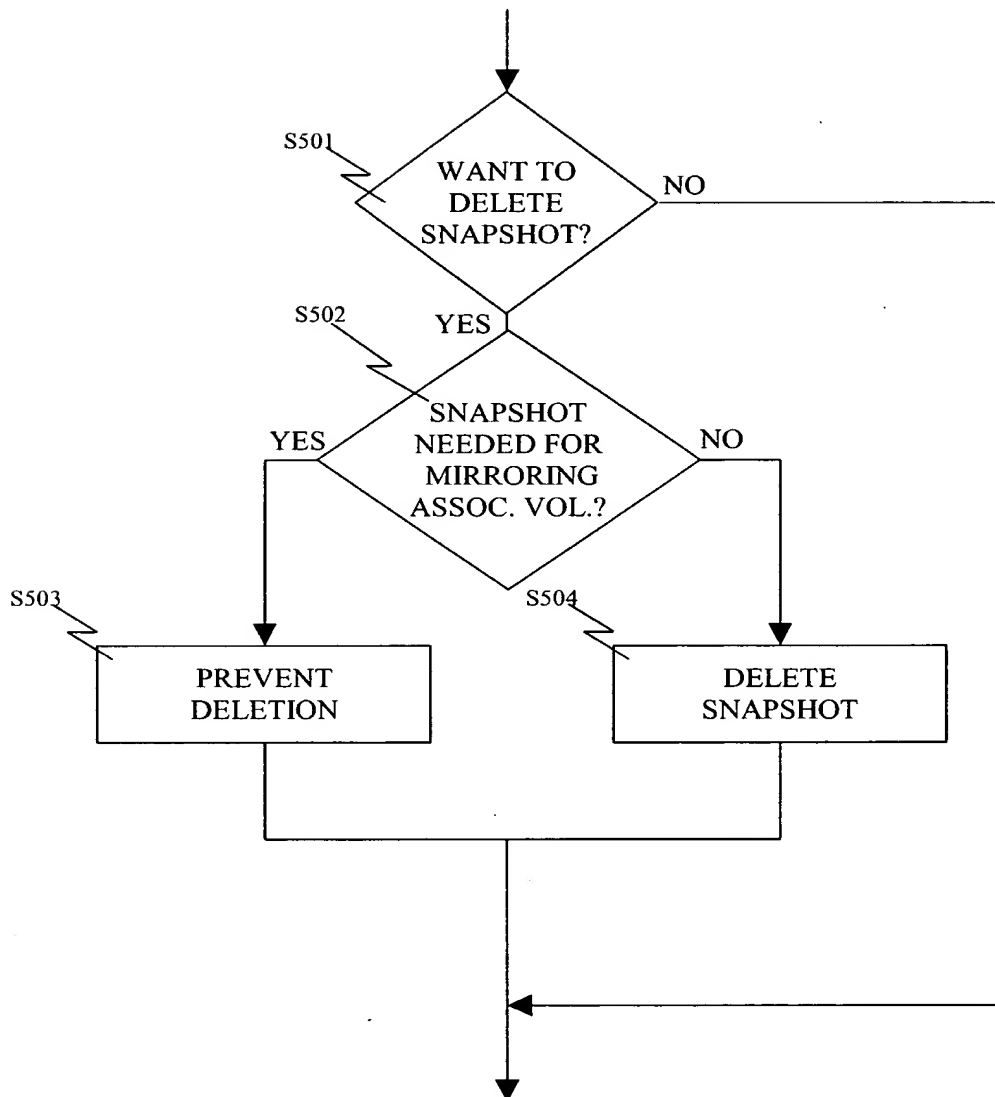 S501
WANT TO
DELETE
SNAPSHOT?
NO
S502
YES
SNAPSHOT
NEEDED FOR
MIRRORING
ASSOC. VOL.?
YES
NO
S503
PREVENT
DELETION
S504
DELETE
SNAPSHOT